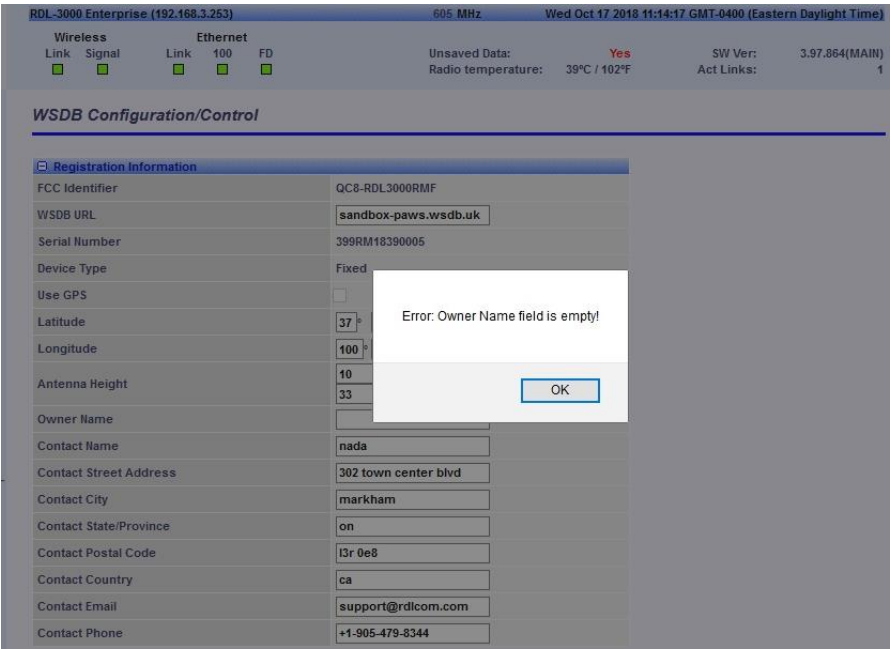 RDL-3000 Enterprise (192.168.3.253) 605 MHz Wed Oct 17 2018 11:14:17 GMT-0400 (Eastern Daylight Time)
Wireless Ethernet
Link Signal Link 100 FD Unsaved Data: Yes SW Ver: 3.97.864(MAIN)
Radio temperature: 39ºC / 102ºF Act Links: 1
WSDB Configuration/Control
Registration Information
FCC Identifier QC8-RDL3000RMF
WSDB URL sandbox-paws.wsdb.uk
Serial Number 399RM18390005
Device Type Fixed
Use GPS
Latitude 37 º
Longitude 100 º
Antenna Height 10
33
Error: Owner Name field is empty!
OK
Owner Name
Contact Name nada
Contact Street Address 302 town center blvd
Contact City markham
Contact State/Province on
Contact Postal Code l3r 0e8
Contact Country ca
Contact Email support@rdlcom.com
Contact Phone +1-905-479-8344